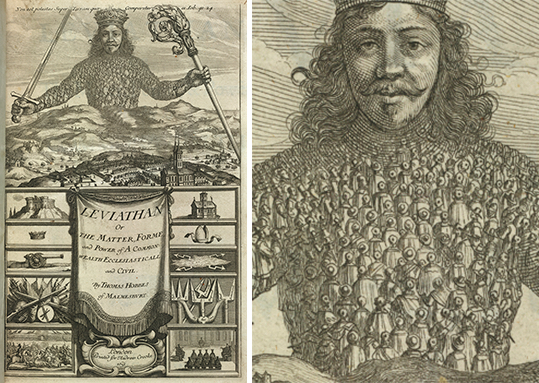 Non est potestas Super Terram quae Comparetur ei Iob. 41. 24
LEVIATHAN
Or
THE MATTER, FORME
and POWER of A COMMON-
WEALTH ECCLESIASTICALL
and CIVIL.
By THOMAS HOBBES
of MALMESBURY.
London
Printed for Andrew Crooke